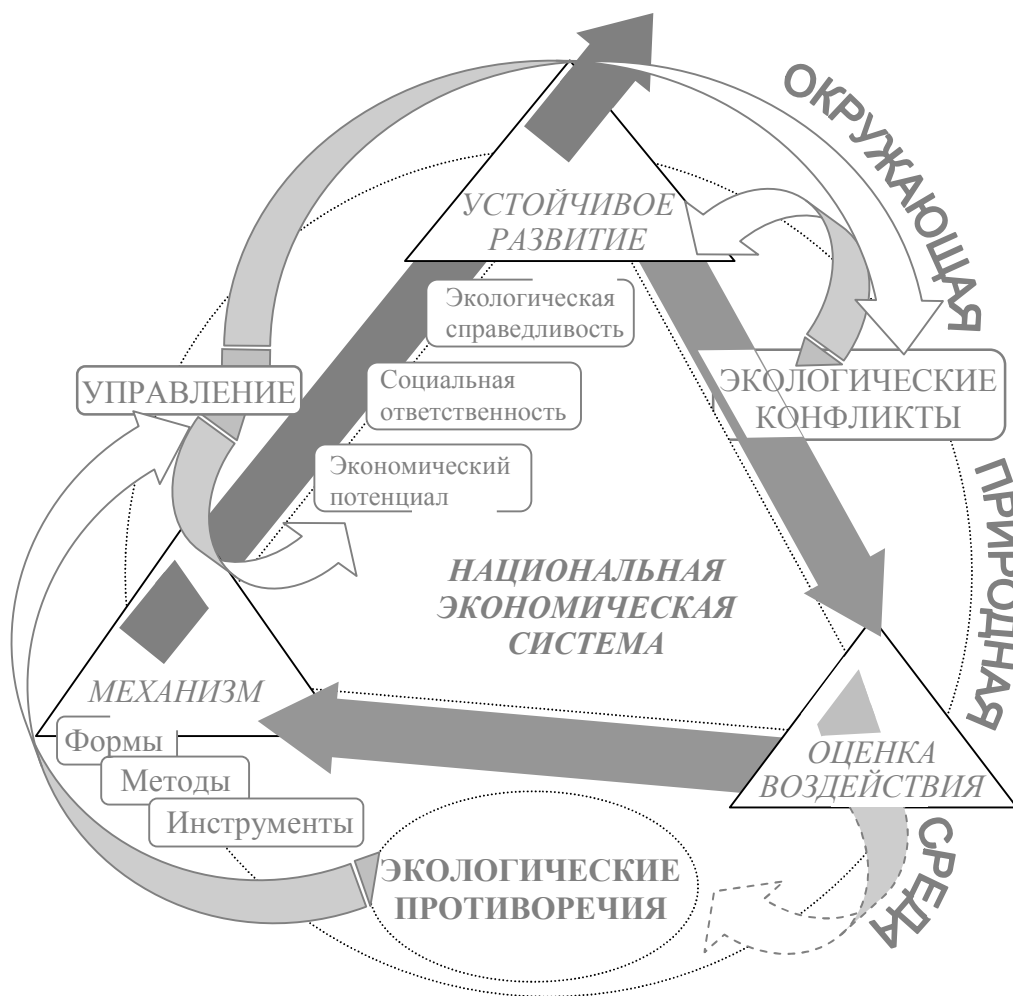 ОКРУЖАЮЩАЯ
УСТОЙЧИВОЕ
РАЗВИТИЕ
Экологическая
справедливость
УПРАВЛЕНИЕ
Социальная
ответственность
ЭКОЛОГИЧЕСКИЕ
КОНФЛИКТЫ
Экономический
потенциал
ПРИРОДНАЯ
НАЦИОНАЛЬНАЯ
ЭКОНОМИЧЕСКАЯ
СИСТЕМА
МЕХАНИЗМ
Формы
Методы
Инструменты
ОЦЕНКА
ВОЗДЕЙСТВИЯ
СРЕДА
ЭКОЛОГИЧЕСКИЕ
ПРОТИВОРЕЧИЯ